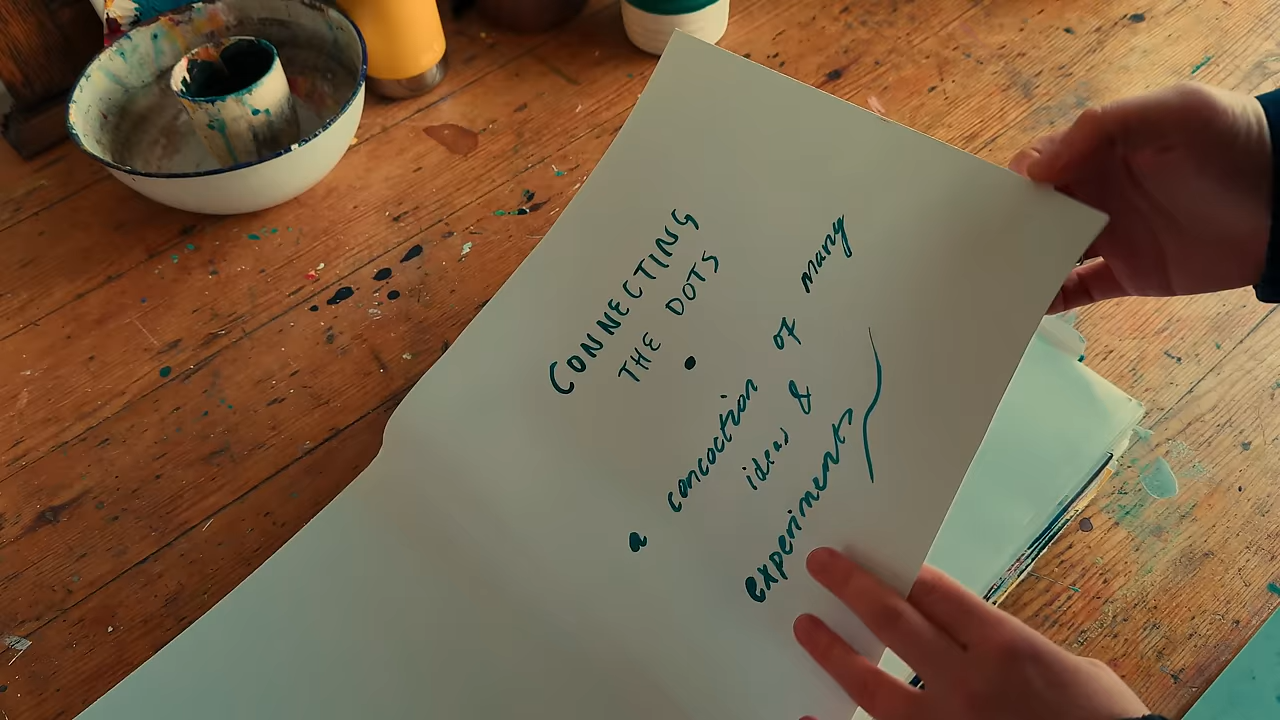 CONNECTING
THE DOTS
•
a concoction of many
ideas &
experiments